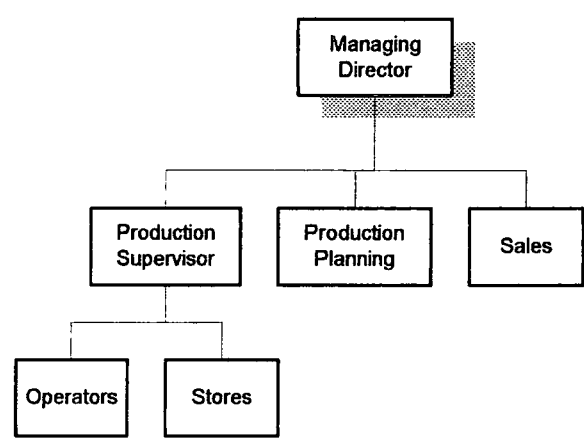 Managing
Director
Production
Supervisor
Production
Planning
Sales
Operators
Stores